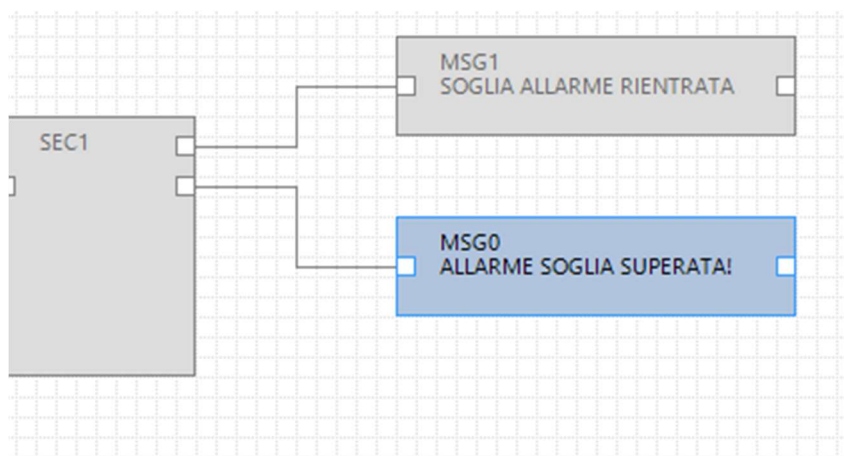 MSG1
SOGLIA ALLARME RIENTRATA
SEC1
MSG0
ALLARME SOGLIA SUPERATA!